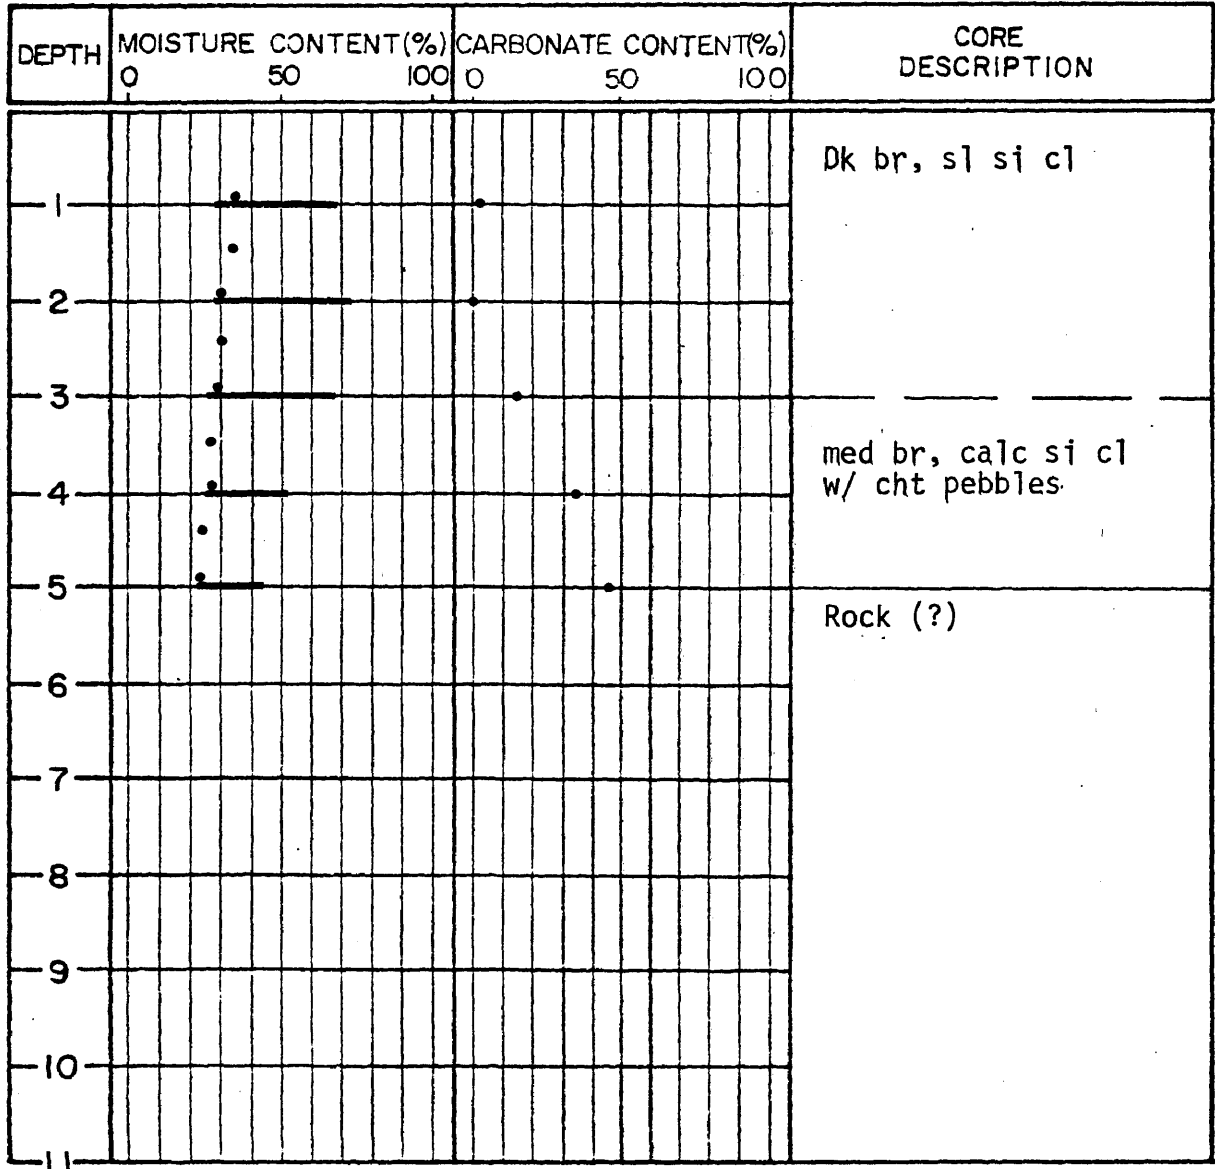 DEPTH
MOISTURE CONTENT(%)
0 50 100
CARBONATE CONTENT(%)
0 50 100
CORE
DESCRIPTION
Dk br, sl si cl
1
2
3
med br, calc si cl
w/ cht pebbles
4
5
Rock (?)
6
7
8
9
10
11